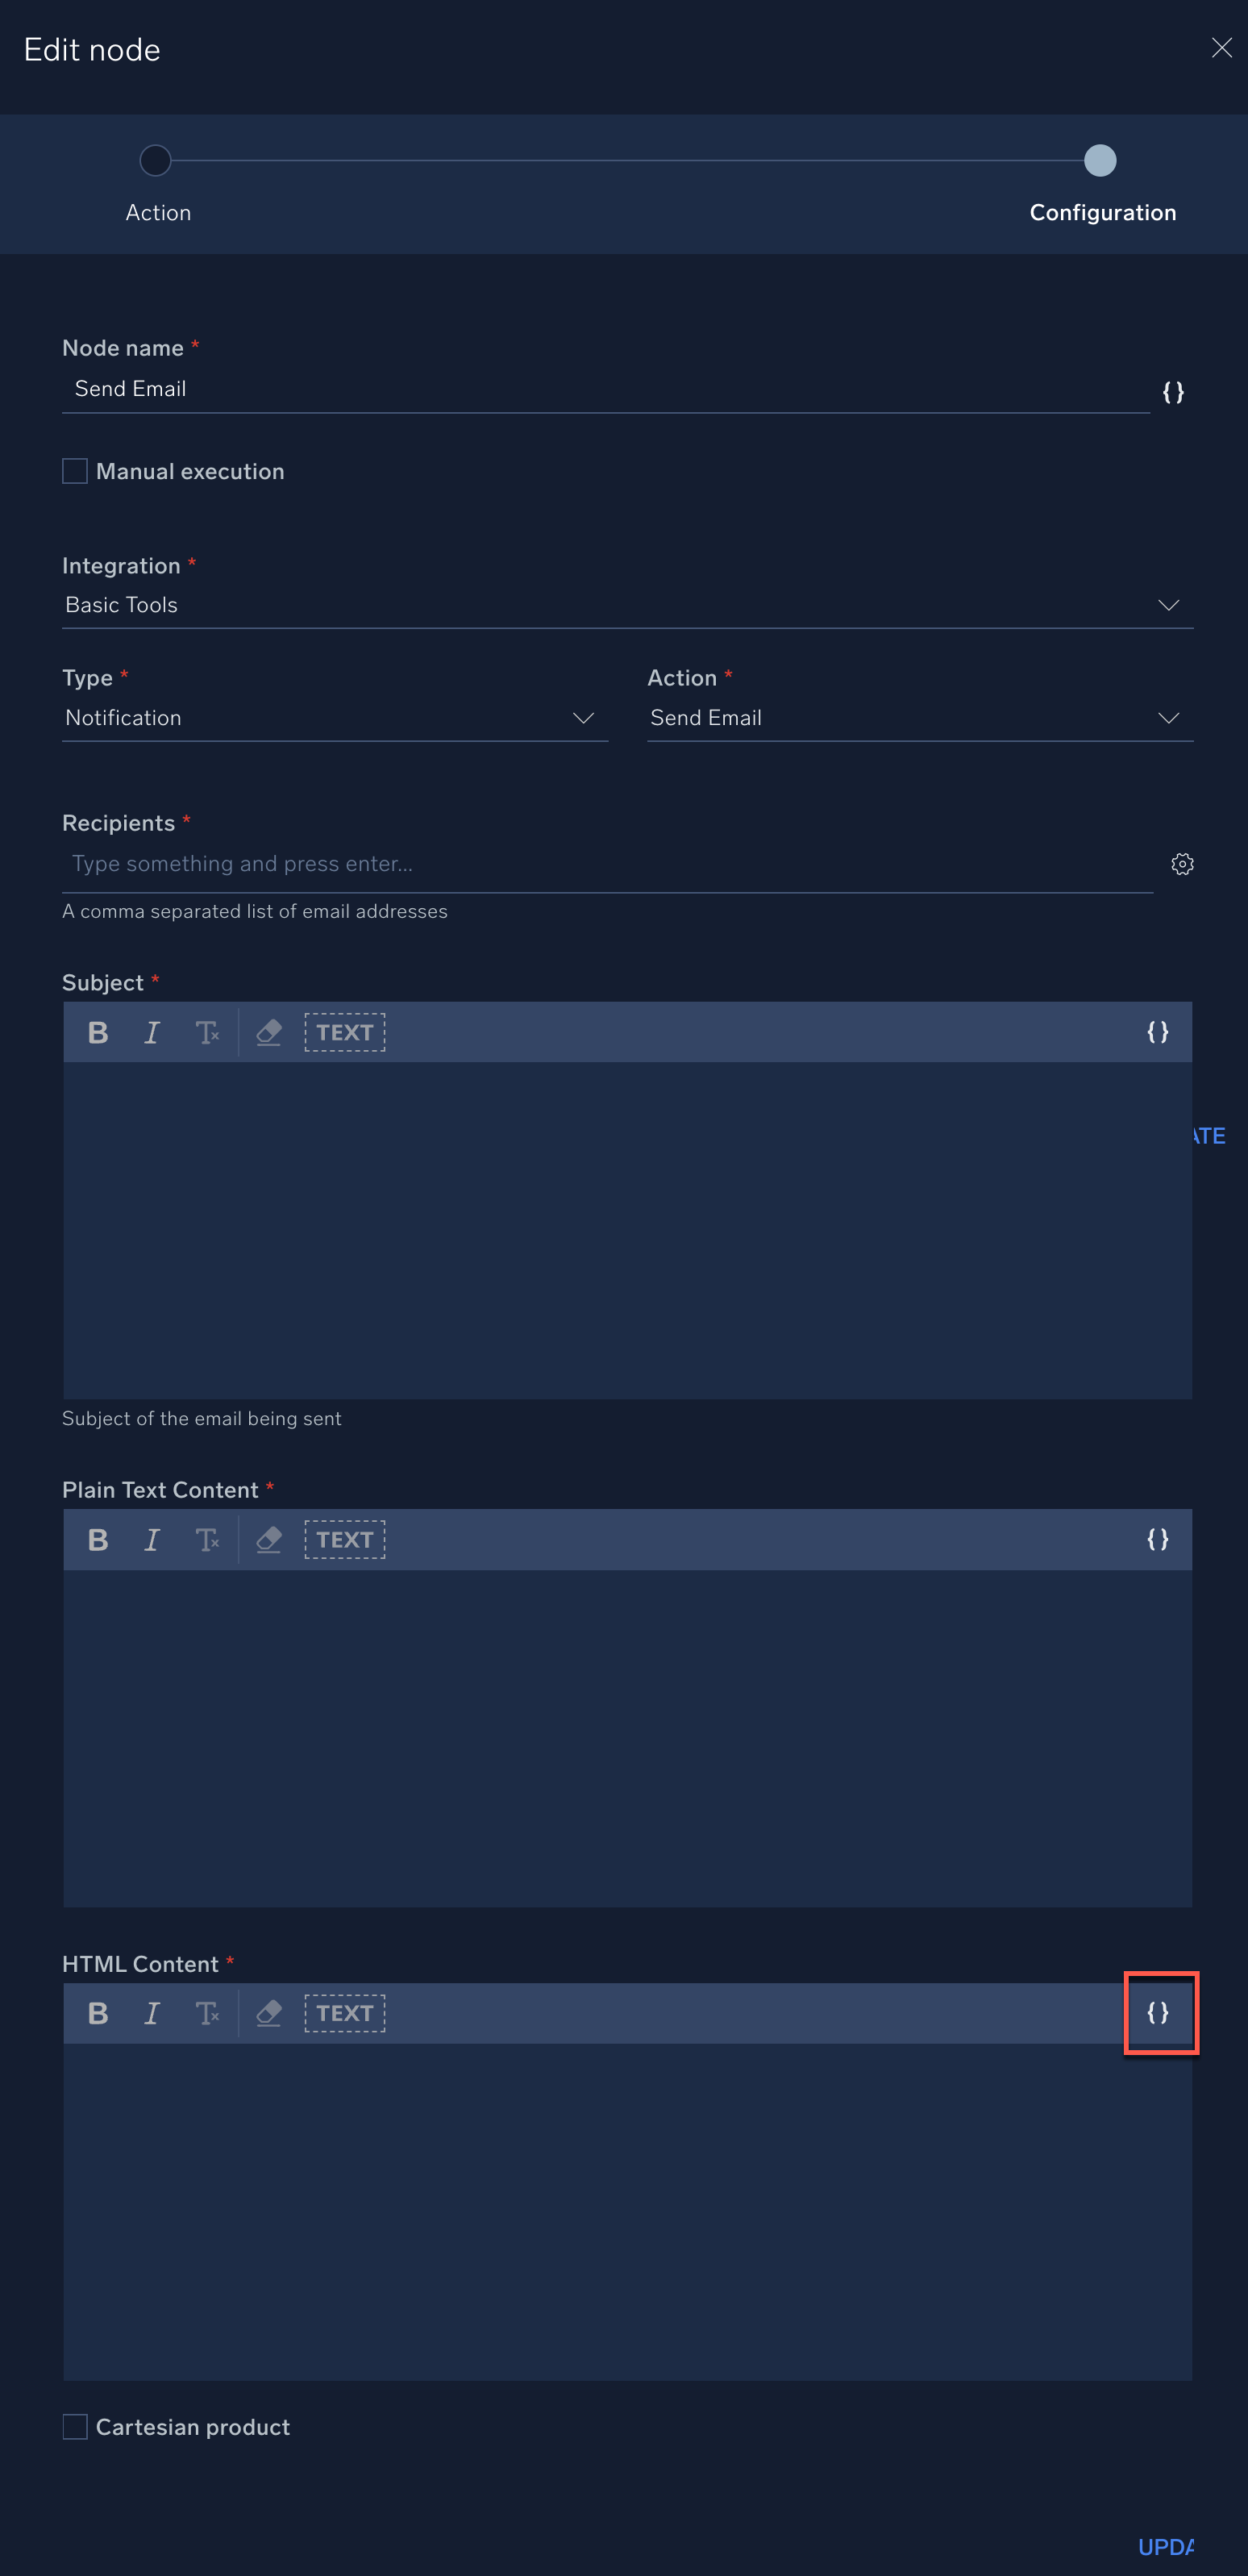 Edit node
Action
Configuration
Node name *
Send Email
{}
Manual execution
Integration *
Basic Tools
Type *
Action *
Notification
Send Email
Recipients *
Type something and press enter...
A comma separated list of email addresses
Subject *
B I Tx TEXT {}
ATE
Subject of the email being sent
Plain Text Content *
B I Tx TEXT {}
HTML Content *
B I Tx TEXT {}
Cartesian product
UPDA